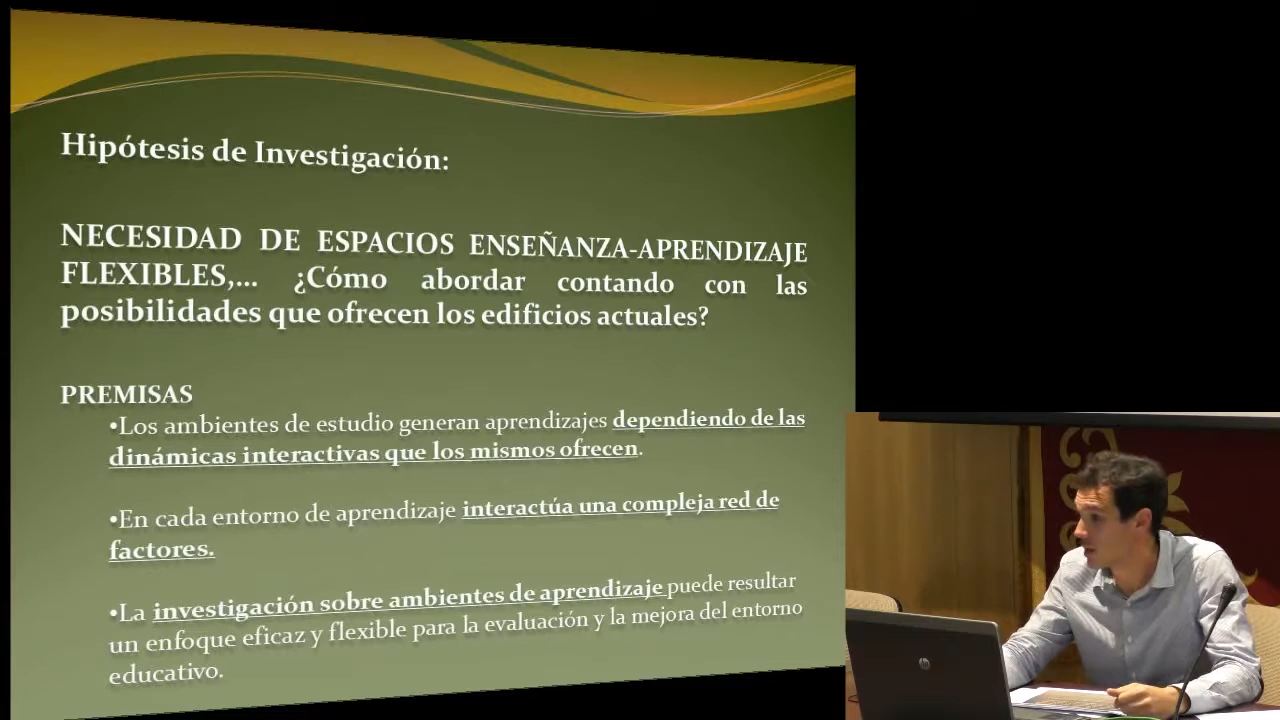 Hipótesis de Investigación:
NECESIDAD DE ESPACIOS ENSEÑANZA-APRENDIZAJE
FLEXIBLES,... ¿Cómo abordar contando con las
posibilidades que ofrecen los edificios actuales?
PREMISAS
•Los ambientes de estudio generan aprendizajes dependiendo de las
dinámicas interactivas que los mismos ofrecen.
•En cada entorno de aprendizaje interactúa una compleja red de
factores.
•La investigación sobre ambientes de aprendizaje puede resultar
un enfoque eficaz y flexible para la evaluación y la mejora del entorno
educativo.
hp